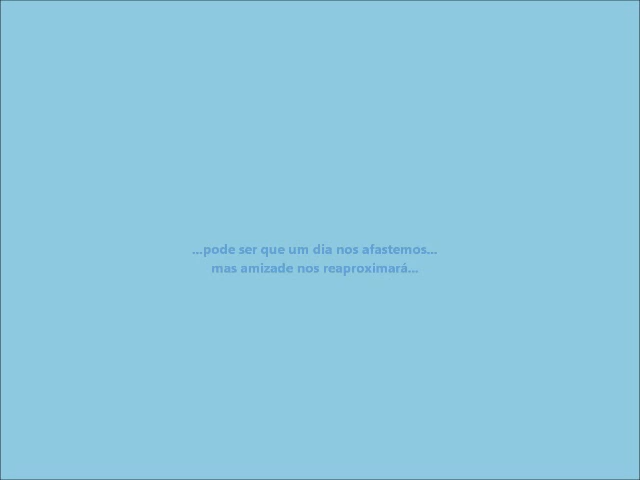 ...pode ser que um dia nos afastemos...
mas amizade nos reaproximará...